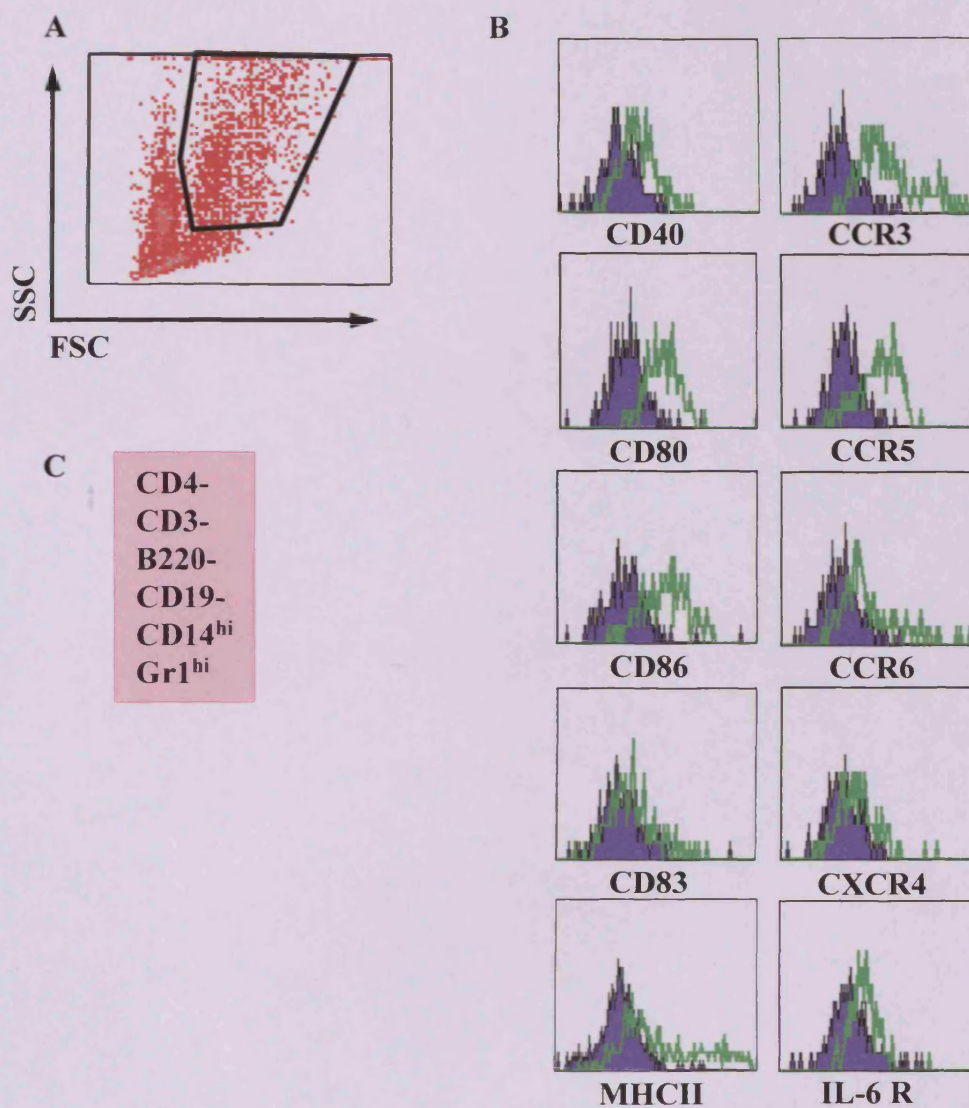 A
SSC
FSC
B
CD40
CCR3
CD80
CCR5
CD86
CCR6
CD83
CXCR4
MHCII
IL-6 R
C
CD4-
CD3-
B220-
CD19-
CD14hi
Gr1hi